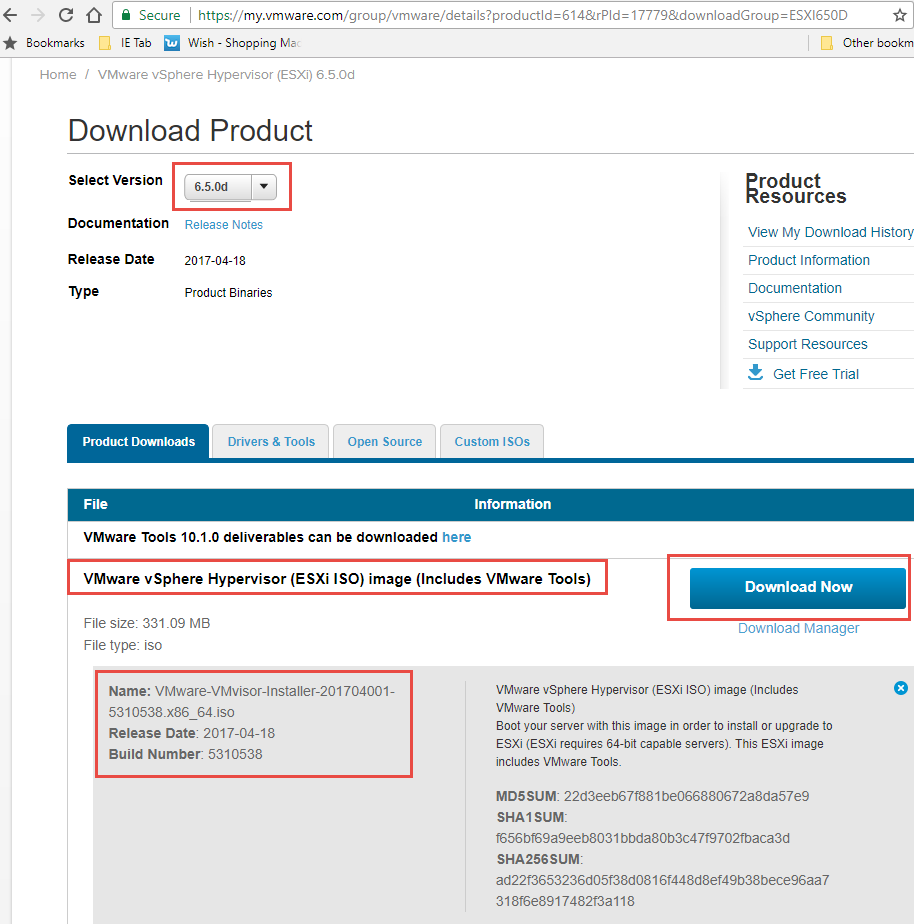 Secure https://my.vmware.com/group/vmware/details?productId=614&rPId=17779&downloadGroup=ESXI650D
Bookmarks IE Tab Wish - Shopping Mac Other bookm
Home / VMware vSphere Hypervisor (ESXi) 6.5.0d
Download Product
Select Version 6.5.0d
Documentation Release Notes
Release Date 2017-04-18
Type Product Binaries
Product
Resources
View My Download History
Product Information
Documentation
vSphere Community
Support Resources
Get Free Trial
Product Downloads Drivers & Tools Open Source Custom ISOs
File Information
VMware Tools 10.1.0 deliverables can be downloaded here
VMware vSphere Hypervisor (ESXi ISO) image (Includes VMware Tools)
Download Now
Download Manager
File size: 331.09 MB
File type: iso
Name: VMware-VMvisor-Installer-201704001-
5310538.x86_64.iso
Release Date: 2017-04-18
Build Number: 5310538
VMware vSphere Hypervisor (ESXi ISO) image (Includes
VMware Tools)
Boot your server with this image in order to install or upgrade to
ESXi (ESXi requires 64-bit capable servers). This ESXi image
includes VMware Tools.
MD5SUM: 22d3eeb67f881be066880672a8da57e9
SHA1SUM:
f656bf69a9eeb8031bbda80b3c47f9702fbaca3d
SHA256SUM:
ad22f3653236d05f38d0816f448d8ef49b38bece96aa7
318f6e8917482f3a118